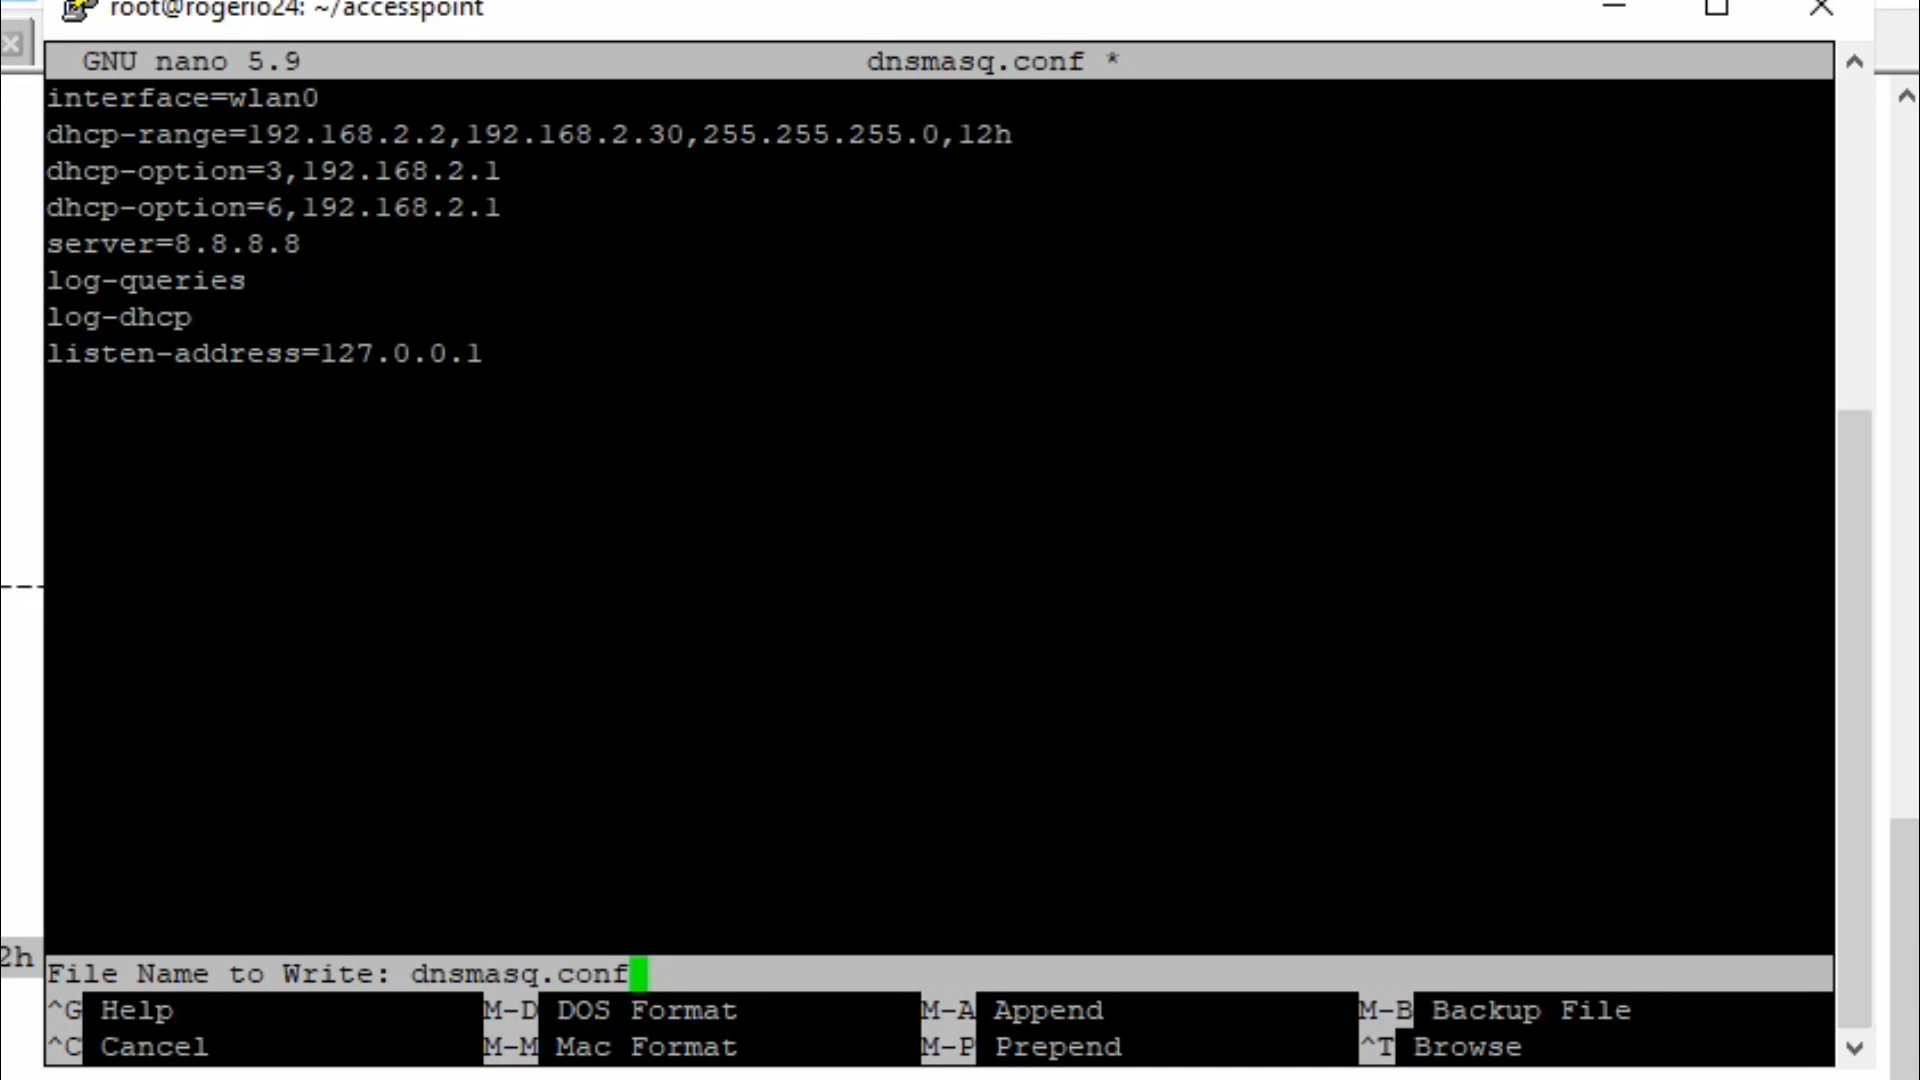 root@rogerio24: ~/accesspoint
GNU nano 5.9 dnsmasq.conf *
interface=wlan0
dhcp-range=192.168.2.2,192.168.2.30,255.255.255.0,12h
dhcp-option=3,192.168.2.1
dhcp-option=6,192.168.2.1
server=8.8.8.8
log-queries
log-dhcp
listen-address=127.0.0.1
---
2h
File Name to Write: dnsmasq.conf
^G Help M-D DOS Format M-A Append M-B Backup File
^C Cancel M-M Mac Format M-P Prepend ^T Browse